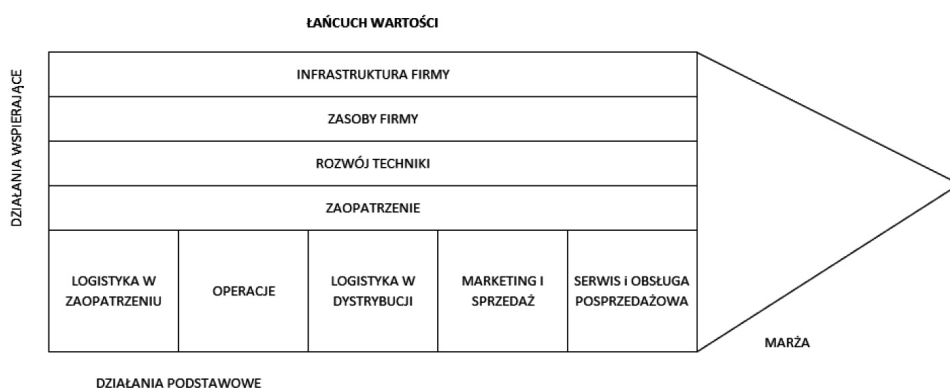 ŁAŃCUCH WARTOŚCI
DZIAŁANIA WSPIERAJĄCE
INFRASTRUKTURA FIRMY
ZASOBY FIRMY
ROZWÓJ TECHNIKI
ZAOPATRZENIE
LOGISTYKA W
ZAOPATRZENIU
OPERACJE
LOGISTYKA W
DYSTRYBUCJI
MARKETING I
SPRZEDAŻ
SERWIS i OBSŁUGA
POSPRZEDAŻOWA
MARŻA
DZIAŁANIA PODSTAWOWE